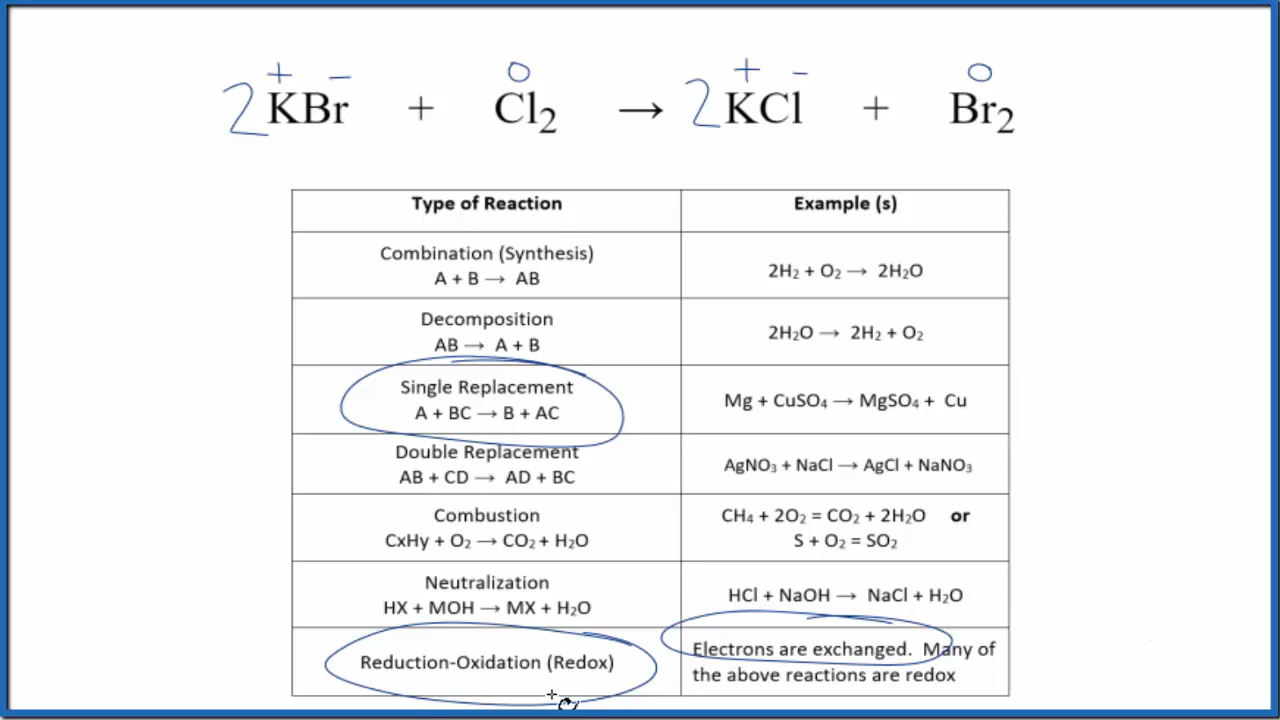 + − 0 + − 0
2KBr + Cl₂ → 2KCl + Br₂
Type of Reaction Example (s)
Combination (Synthesis)
A + B → AB
2H₂ + O₂ → 2H₂O
Decomposition
AB → A + B
2H₂O → 2H₂ + O₂
Single Replacement
A + BC → B + AC
Mg + CuSO₄ → MgSO₄ + Cu
Double Replacement
AB + CD → AD + BC
AgNO₃ + NaCl → AgCl + NaNO₃
Combustion
CxHy + O₂ → CO₂ + H₂O
CH₄ + 2O₂ = CO₂ + 2H₂O or
S + O₂ = SO₂
Neutralization
HX + MOH → MX + H₂O
HCl + NaOH → NaCl + H₂O
Reduction-Oxidation (Redox)
Electrons are exchanged. Many of
the above reactions are redox